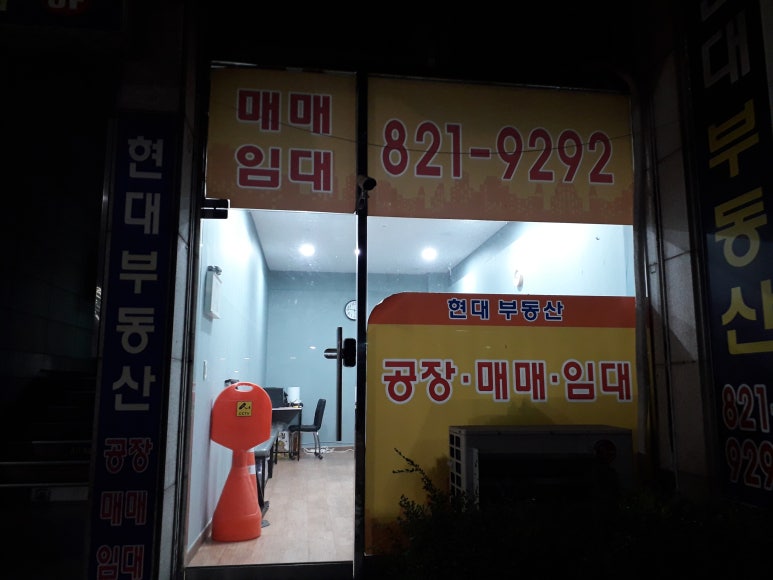 매매
임대
821-9292
현대 부동산
공장·매매·임대
현대부동산
공장
매매
임대
CCTV
현대부동산
821-
929